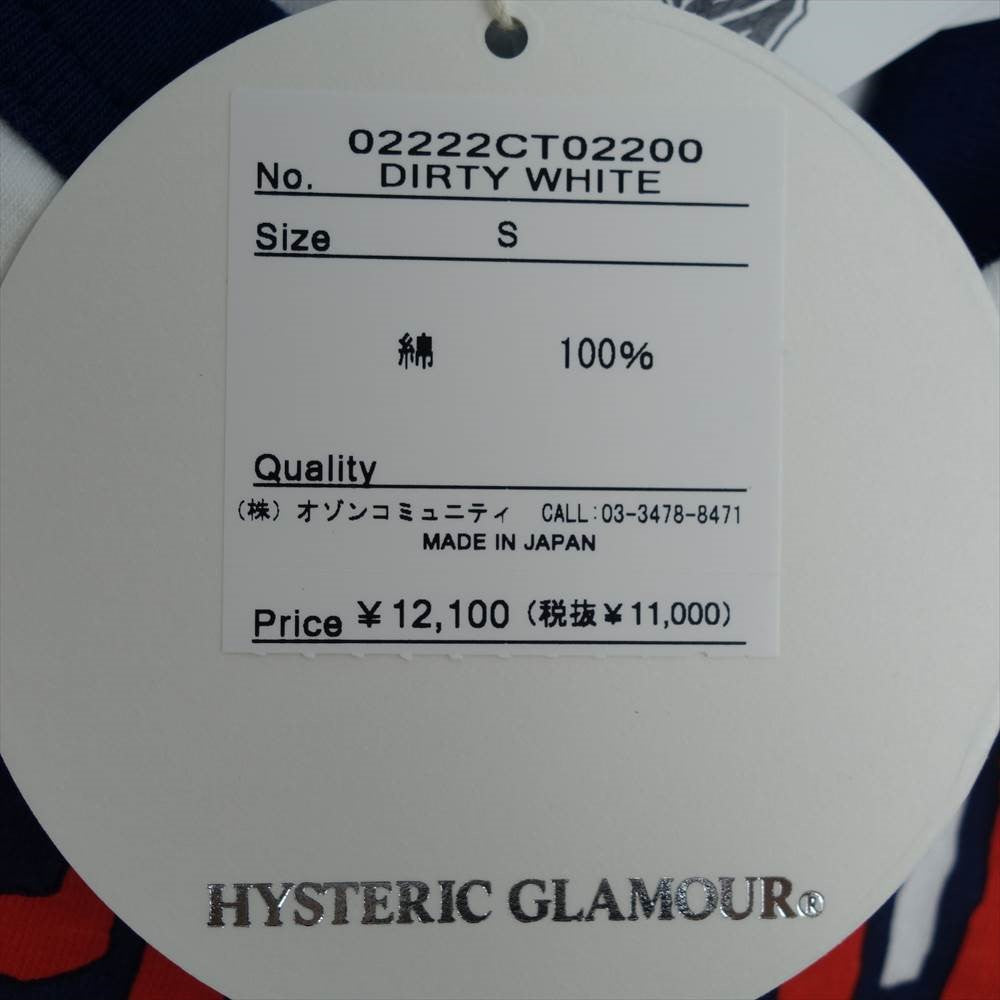 02222CT02200
No. DIRTY WHITE
Size S
綿 100%
Quality
(株) オゾンコミュニティ CALL:03-3478-8471
MADE IN JAPAN
Price ¥12,100 (税抜¥11,000)
HYSTERIC GLAMOUR®